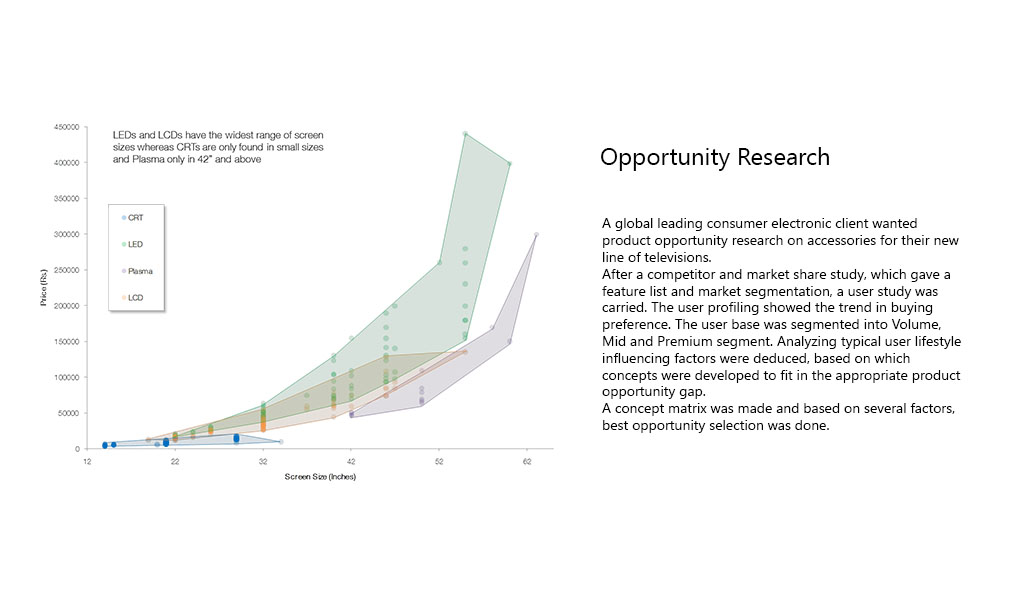 LEDs and LCDs have the widest range of screen
sizes whereas CRTs are only found in small sizes
and Plasma only in 42" and above
450000
400000
350000
300000
250000
200000
150000
100000
50000
0
CRT
LED
Plasma
LCD
Price (Rs)
12
22
32
42
52
62
Screen Size (Inches)
Opportunity Research
A global leading consumer electronic client wanted
product opportunity research on accessories for their new
line of televisions.
After a competitor and market share study, which gave a
feature list and market segmentation, a user study was
carried. The user profiling showed the trend in buying
preference. The user base was segmented into Volume,
Mid and Premium segment. Analyzing typical user lifestyle
influencing factors were deduced, based on which
concepts were developed to fit in the appropriate product
opportunity gap.
A concept matrix was made and based on several factors,
best opportunity selection was done.